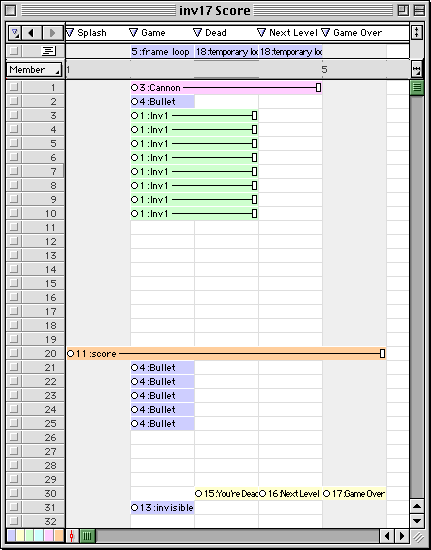 inv17 Score
Splash Game Dead Next Level Game Over
5:frame loop 18:temporary loo 18:temporary loo
Member 1 5
1 3:Cannon
2 4:Bullet
3 1:Inv1
4 1:Inv1
5 1:Inv1
6 1:Inv1
7 1:Inv1
8 1:Inv1
9 1:Inv1
10 1:Inv1
11
12
13
14
15
16
17
18
19
20 11:score
21 4:Bullet
22 4:Bullet
23 4:Bullet
24 4:Bullet
25 4:Bullet
26
27
28
29
30 15:You're Dead 16:Next Level 17:Game Over
31 13:invisible
32